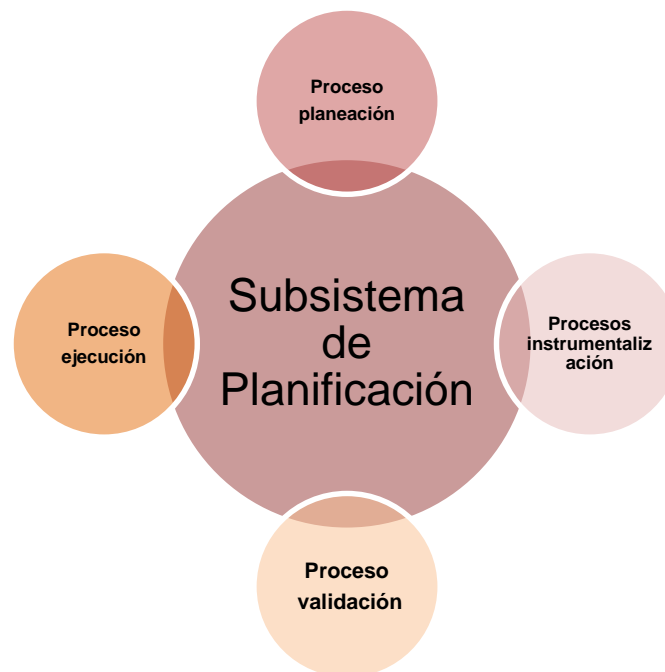 Proceso
planeación
Subsistema
de
Planificación
Proceso
ejecución
Procesos
instrumentaliz
ación
Proceso
validación